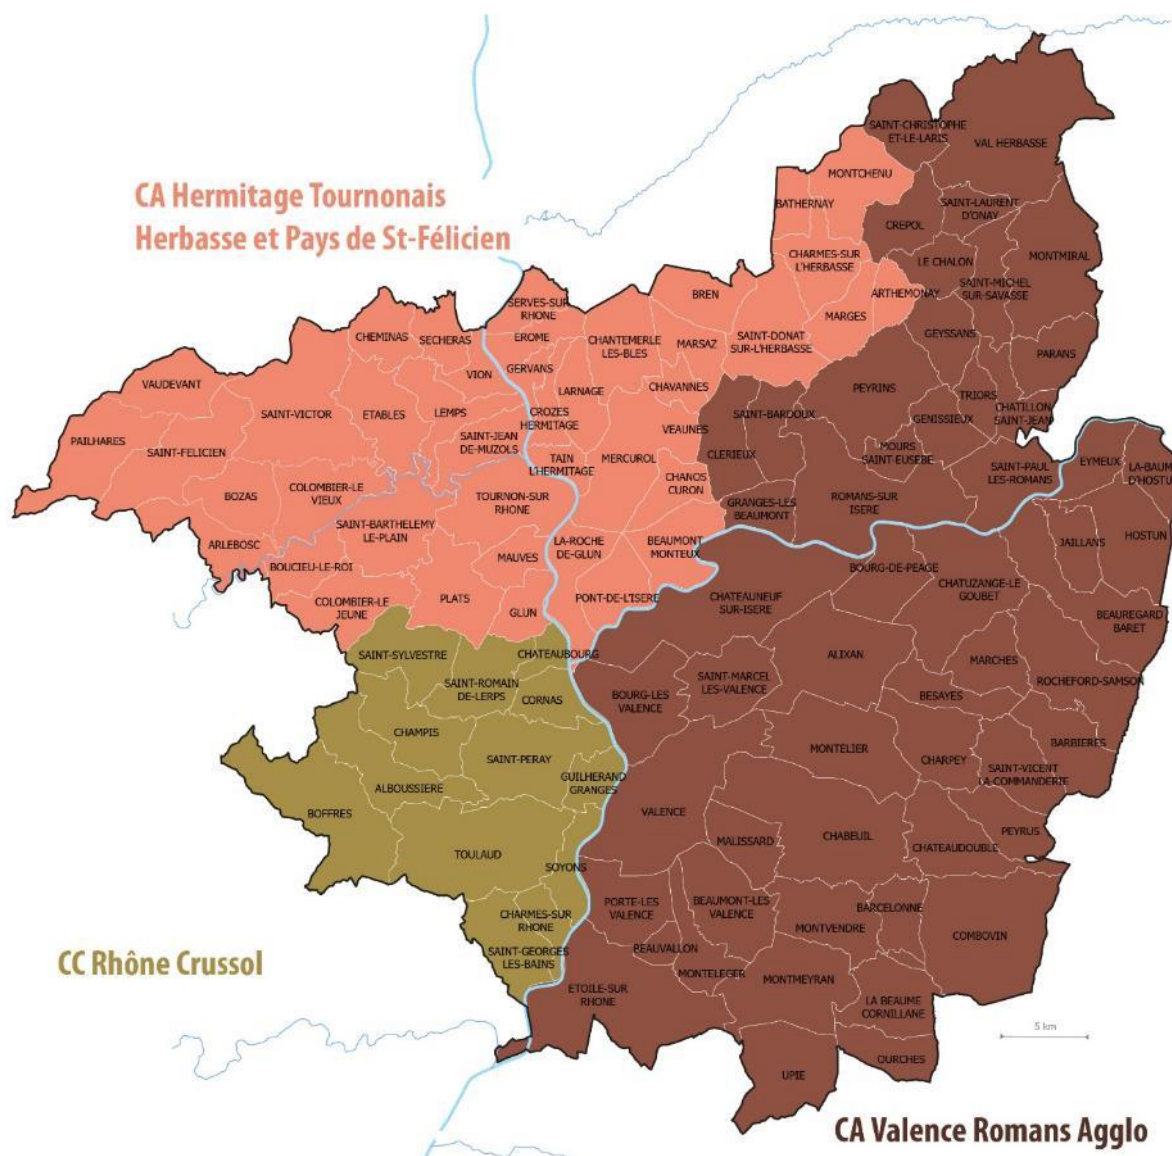 SAINT-CHRISTOPHE
ET-LE-LARIS
VAL HERBASSE
MONTCHENU
CA Hermitage Tournonais
Herbasse et Pays de St-Félicien
BATHERNAY
SAINT-LAURENT
D'ONAY
CREPOL
CHARMES-SUR
L'HERBASSE
LE CHALON
MONTMIRAL
SAINT-MICHEL
SUR-SAVASSE
ARTHEMONAY
BREN
SERVES-SUR
RHONE
MARGES
CHEMINAS
SECHERAS
EROME
CHANTEMERLE
LES-BLES
MARSAZ
SAINT-DONAT
SUR-L'HERBASSE
GEYSSANS
PARANS
VION
GERVANS
VAUDEVANT
LARNAGE
CHAVANNES
PEYRINS
TRIORS
SAINT-VICTOR
ETABLES
LEMPS
CROZES
HERMITAGE
SAINT-BARDOUX
GENISSIEUX
CHATILLON
SAINT-JEAN
VEAUNES
PAILHARES
SAINT-FELICIEN
SAINT-JEAN
DE-MUZOLS
MOURS
SAINT-EUSEBE
TAIN
L'HERMITAGE
MERCUROL
CLERIEUX
SAINT-PAUL
LES-ROMANS
EYMEUX
LA-BAUM
D'HOSTU
CHANOS
CURON
BOZAS
COLOMBIER-LE
VIEUX
TOURNON-SUR
RHONE
GRANGES-LES
BEAUMONT
ROMANS-SUR
ISERE
SAINT-BARTHELEMY
LE-PLAIN
HOSTUN
ARLEBOSC
LA-ROCHE
DE-GLUN
BEAUMONT
MONTEUX
JAILLANS
MAUVES
BOUCIEU-LE-ROI
BOURG-DE-PEAGE
CHATUZANGE-LE
GOUBET
PLATS
PONT-DE-L'ISERE
CHATEAUNEUF
SUR-ISERE
COLOMBIER-LE
JEUNE
GLUN
BEAUREGARD
BARET
SAINT-SYLVESTRE
CHATEAUBOURG
ALIXAN
MARCHES
SAINT-MARCEL
LES-VALENCE
ROCHEFORD-SAMSON
SAINT-ROMAIN
DE-LERPS
CORNAS
BOURG-LES
VALENCE
BESAYES
CHAMPIS
BARBIERES
MONTELIER
SAINT-PERAY
CHARPEY
SAINT-VICENT
LA-COMMANDERIE
GUILHERAND
GRANGES
ALBOUSSIERE
BOFFRES
VALENCE
PEYRUS
MALISSARD
CHABEUIL
CHATEAUDOUBLE
TOULAUD
SOYONS
PORTE-LES
VALENCE
BEAUMONT-LES
VALENCE
BARCELONNE
CHARMES-SUR
RHONE
MONTVENDRE
COMBOVIN
BEAUVALLON
SAINT-GEORGES
LES-BAINS
CC Rhône Crussol
MONTELEGER
MONTMEYRAN
ETOILE-SUR
RHONE
LA BEAUME
CORNILLANE
5 km
OURCHES
UPIE
CA Valence Romans Agglo